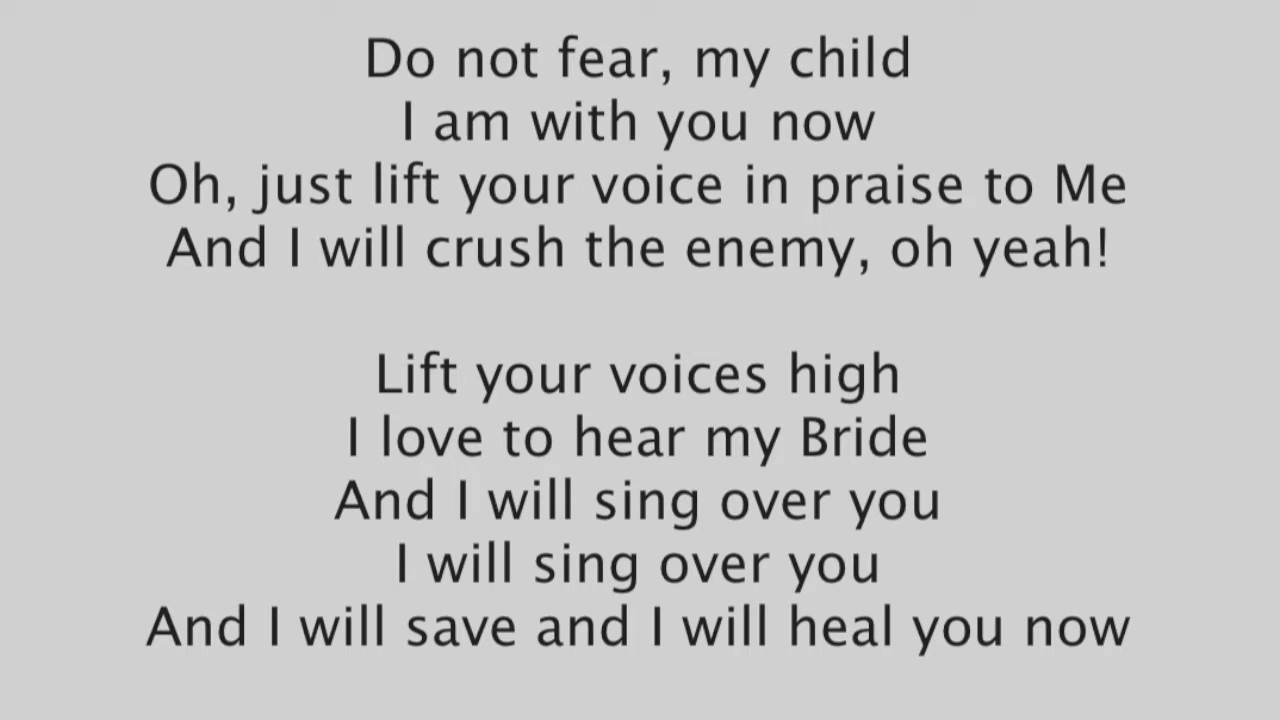 Do not fear, my child
I am with you now
Oh, just lift your voice in praise to Me
And I will crush the enemy, oh yeah!
Lift your voices high
I love to hear my Bride
And I will sing over you
I will sing over you
And I will save and I will heal you now